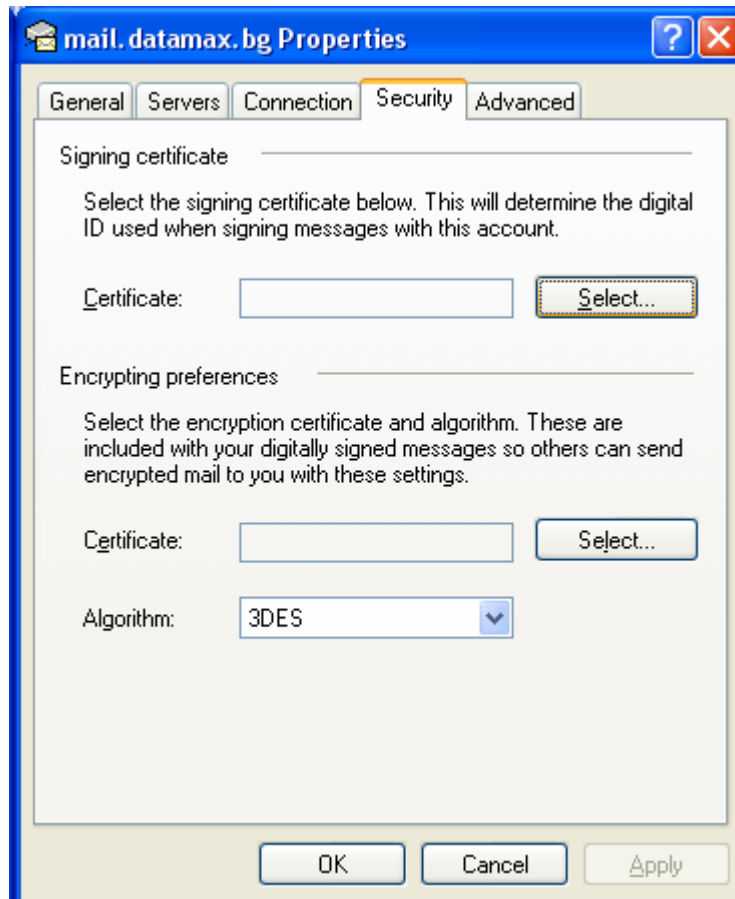 mail.datamax.bg Properties
General Servers Connection Security Advanced
Signing certificate
Select the signing certificate below. This will determine the digital
ID used when signing messages with this account.
Certificate: Select...
Encrypting preferences
Select the encryption certificate and algorithm. These are
included with your digitally signed messages so others can send
encrypted mail to you with these settings.
Certificate: Select...
Algorithm: 3DES
OK Cancel Apply